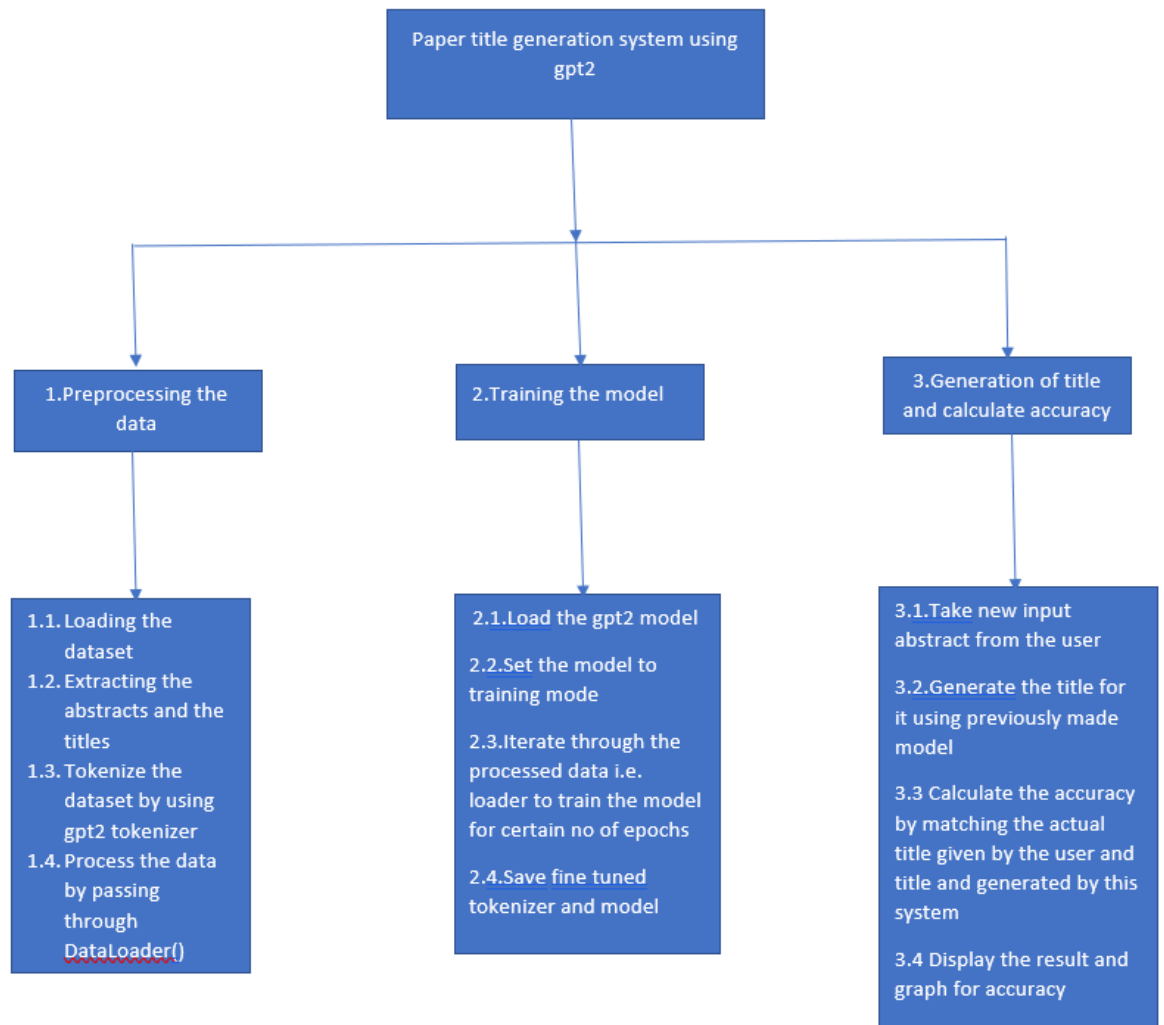 Paper title generation system using
gpt2
1.Preprocessing the
data
2.Training the model
3.Generation of title
and calculate accuracy
1.1. Loading the
dataset
1.2. Extracting the
abstracts and the
titles
1.3. Tokenize the
dataset by using
gpt2 tokenizer
1.4. Process the data
by passing
through
DataLoader()
2.1.Load the gpt2 model
2.2.Set the model to
training mode
2.3.Iterate through the
processed data i.e.
loader to train the model
for certain no of epochs
2.4.Save fine tuned
tokenizer and model
3.1.Take new input
abstract from the user
3.2.Generate the title for
it using previously made
model
3.3 Calculate the accuracy
by matching the actual
title given by the user and
title and generated by this
system
3.4 Display the result and
graph for accuracy